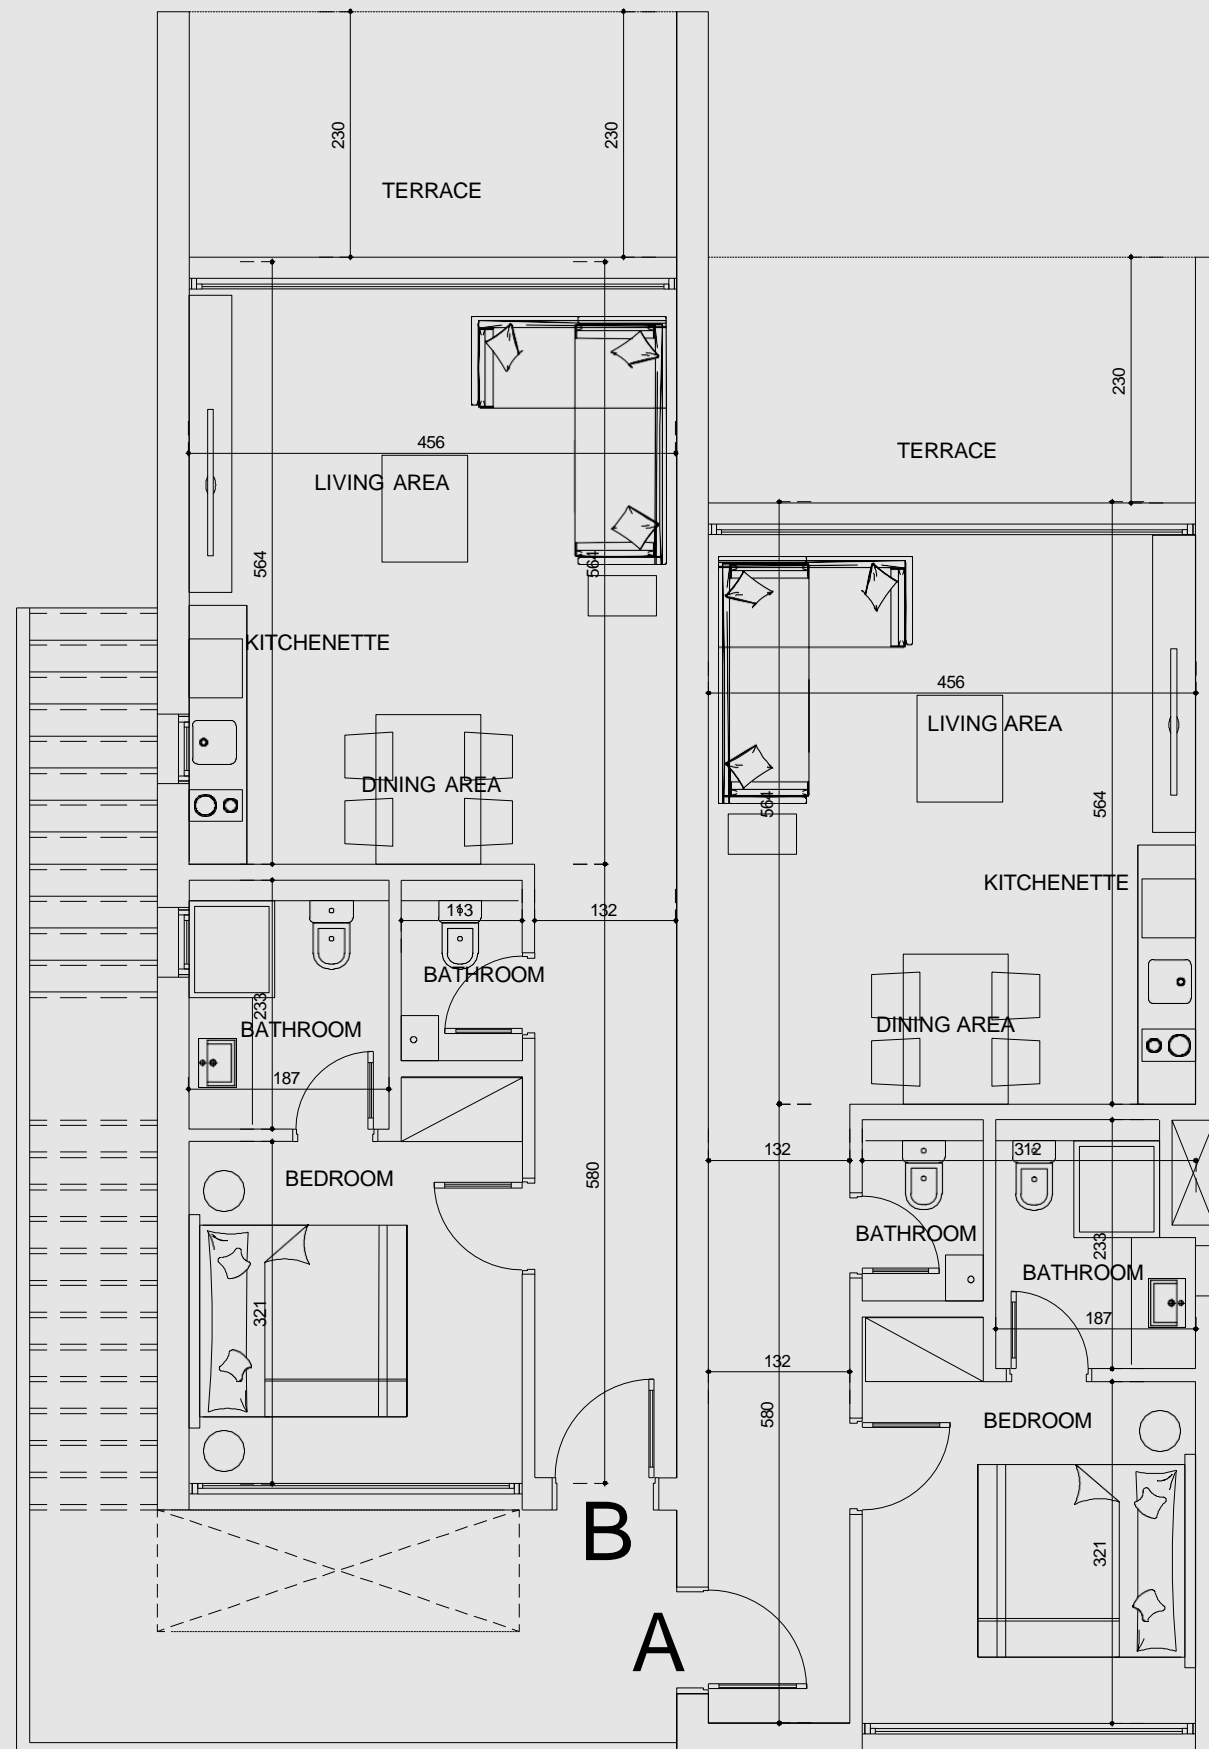 230
230
TERRACE
230
456
TERRACE
LIVING AREA
564
564
KITCHENETTE
456
LIVING AREA
DINING AREA
564
564
KITCHENETTE
113
132
BATHROOM
233
BATHROOM
DINING AREA
187
132
312
BEDROOM
580
BATHROOM
233
BATHROOM
321
187
132
580
BEDROOM
B
321
A